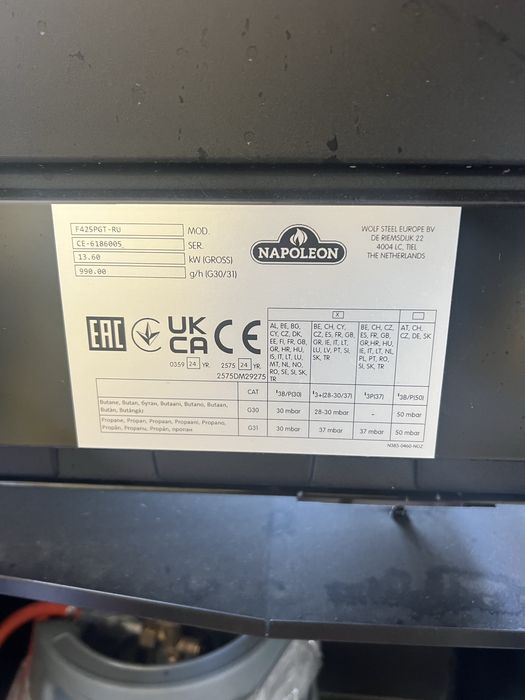 F425PGT-RU MOD.
CE-6186005 SER.
13.60 kW (GROSS)
990.00 g/h (G30/31)
NAPOLEON
WOLF STEEL EUROPE BV
DE RIEMSDIJK 22
4004 LC, TIEL
THE NETHERLANDS
EAC
UK
CA
CE
0359 24 YR.
2575 24 YR.
2575DM29275
X
AL, BE, BG,
CY, CZ, DK,
EE, FI, FR, GB,
GR, HR, HU,
IS, IT, LT, LU,
MT, NL, NO,
RO, SE, SI, SK,
TR
BE, CH, CY,
CZ, ES, FR, GB,
GR, IE, IT, LT,
LU, LV, PT, SI,
SK, TR
BE, CH, CZ,
ES, FR, GB,
GR, HR, HU,
IE, IT, LT, NL,
PL, PT, RO,
SI, SK, TR
AT, CH,
CZ, DE, SK
CAT I3B/P(30) I3+(28-30/37) I3P(37) I3B/P(50)
Butane, Butan, бутан, Butaani, Butano, Butaan,
Bután, Butângāz
G30 30 mbar 28-30 mbar - 50 mbar
Propane, Propan, Propaan, Propaani, Propano,
Propân, Propanu, Propán, пропан
G31 30 mbar 37 mbar 37 mbar 50 mbar
N385-0460-NOZ